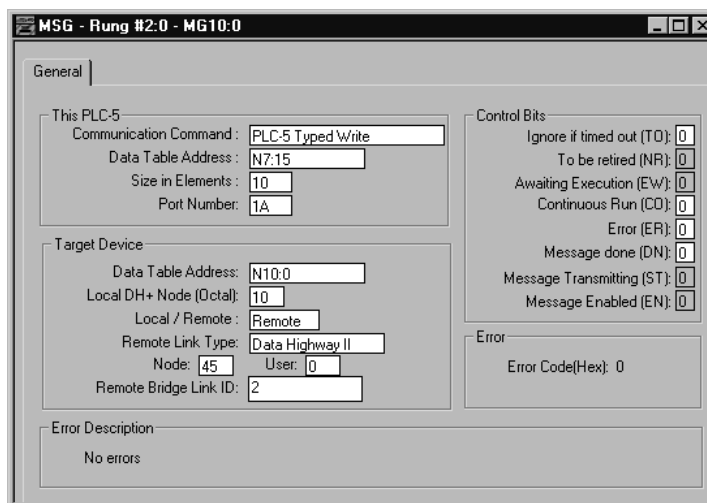 MSG - Rung #2:0 - MG10:0
General
This PLC-5
Communication Command : PLC-5 Typed Write
Data Table Address : N7:15
Size in Elements : 10
Port Number: 1A
Target Device
Data Table Address: N10:0
Local DH+ Node (Octal): 10
Local / Remote : Remote
Remote Link Type: Data Highway II
Node: 45 User: 0
Remote Bridge Link ID: 2
Control Bits
Ignore if timed out (TO): 0
To be retired (NR): 0
Awaiting Execution (EW): 0
Continuous Run (CO): 0
Error (ER): 0
Message done (DN): 0
Message Transmitting (ST): 0
Message Enabled (EN): 0
Error
Error Code(Hex): 0
Error Description
No errors